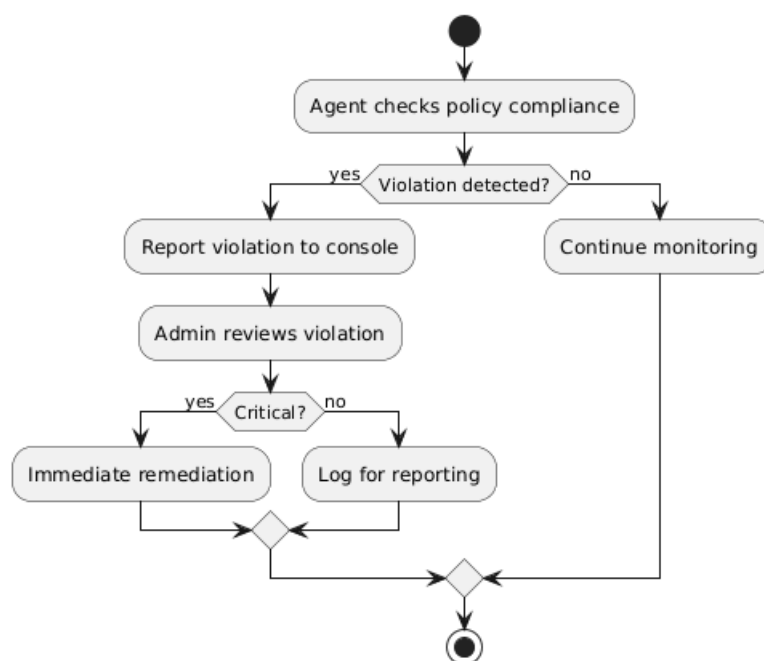 Agent checks policy compliance
yes
Violation detected?
no
Report violation to console
Continue monitoring
Admin reviews violation
yes
Critical?
no
Immediate remediation
Log for reporting